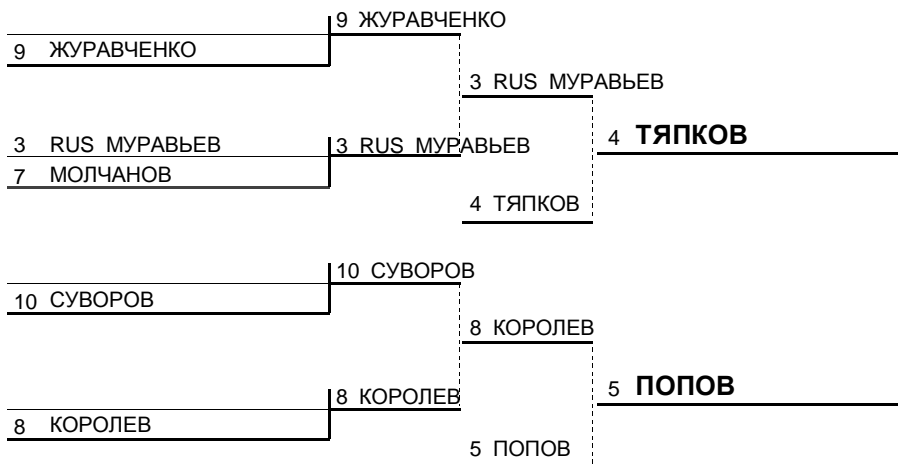 9 ЖУРАВЧЕНКО
9 ЖУРАВЧЕНКО
3 RUS МУРАВЬЕВ
3 RUS МУРАВЬЕВ
3 RUS МУРАВЬЕВ
4 ТЯПКОВ
7 МОЛЧАНОВ
4 ТЯПКОВ
10 СУВОРОВ
10 СУВОРОВ
8 КОРОЛЕВ
8 КОРОЛЕВ
5 ПОПОВ
8 КОРОЛЕВ
5 ПОПОВ